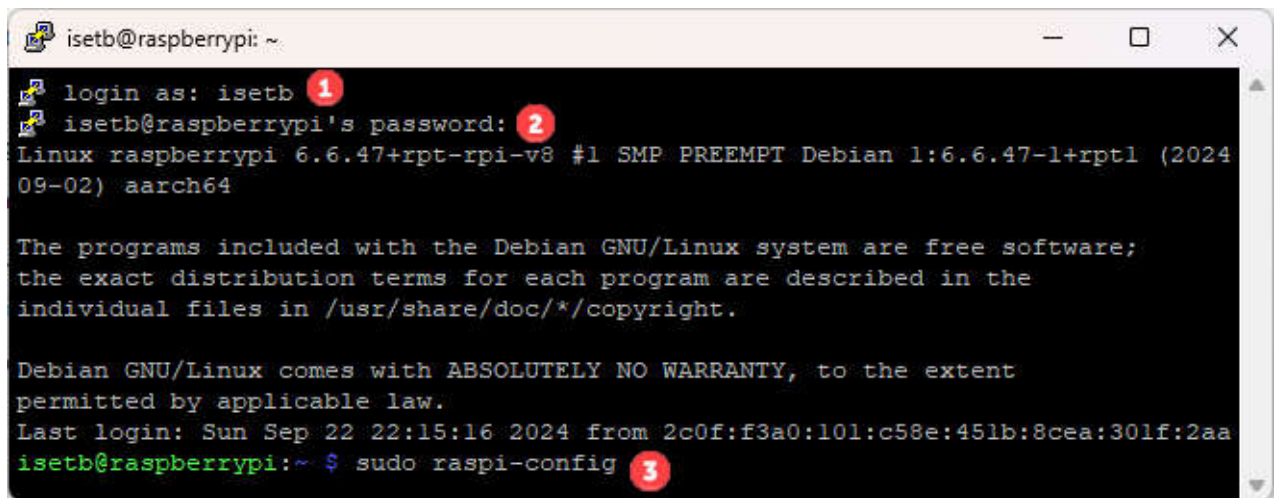 isetb@raspberrypi: ~
login as: isetb 1
isetb@raspberrypi's password: 2
Linux raspberrypi 6.6.47+rpt-rpi-v8 #1 SMP PREEMPT Debian 1:6.6.47-1+rpt1 (2024
09-02) aarch64
The programs included with the Debian GNU/Linux system are free software;
the exact distribution terms for each program are described in the
individual files in /usr/share/doc/*/copyright.
Debian GNU/Linux comes with ABSOLUTELY NO WARRANTY, to the extent
permitted by applicable law.
Last login: Sun Sep 22 22:15:16 2024 from 2c0f:f3a0:101:c58e:451b:8cea:301f:2aa
isetb@raspberrypi:~ $ sudo raspi-config 3